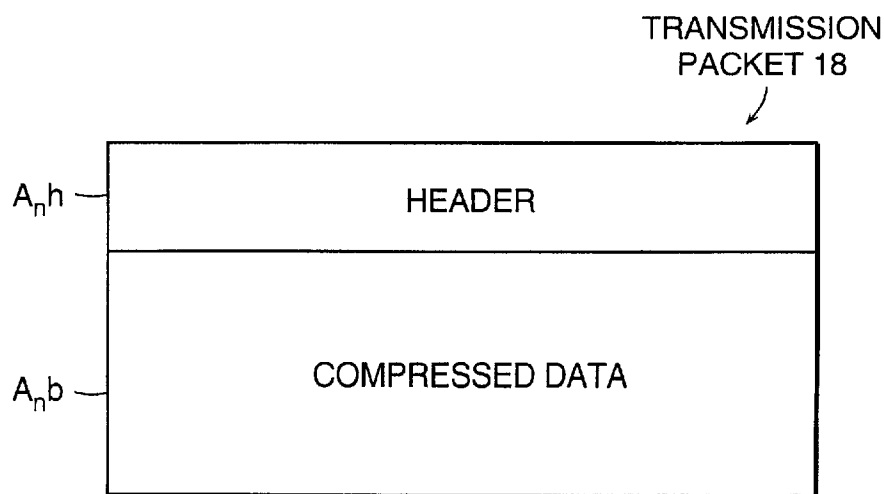 TRANSMISSION
PACKET 18
Aₙh
HEADER
COMPRESSED DATA
Aₙb